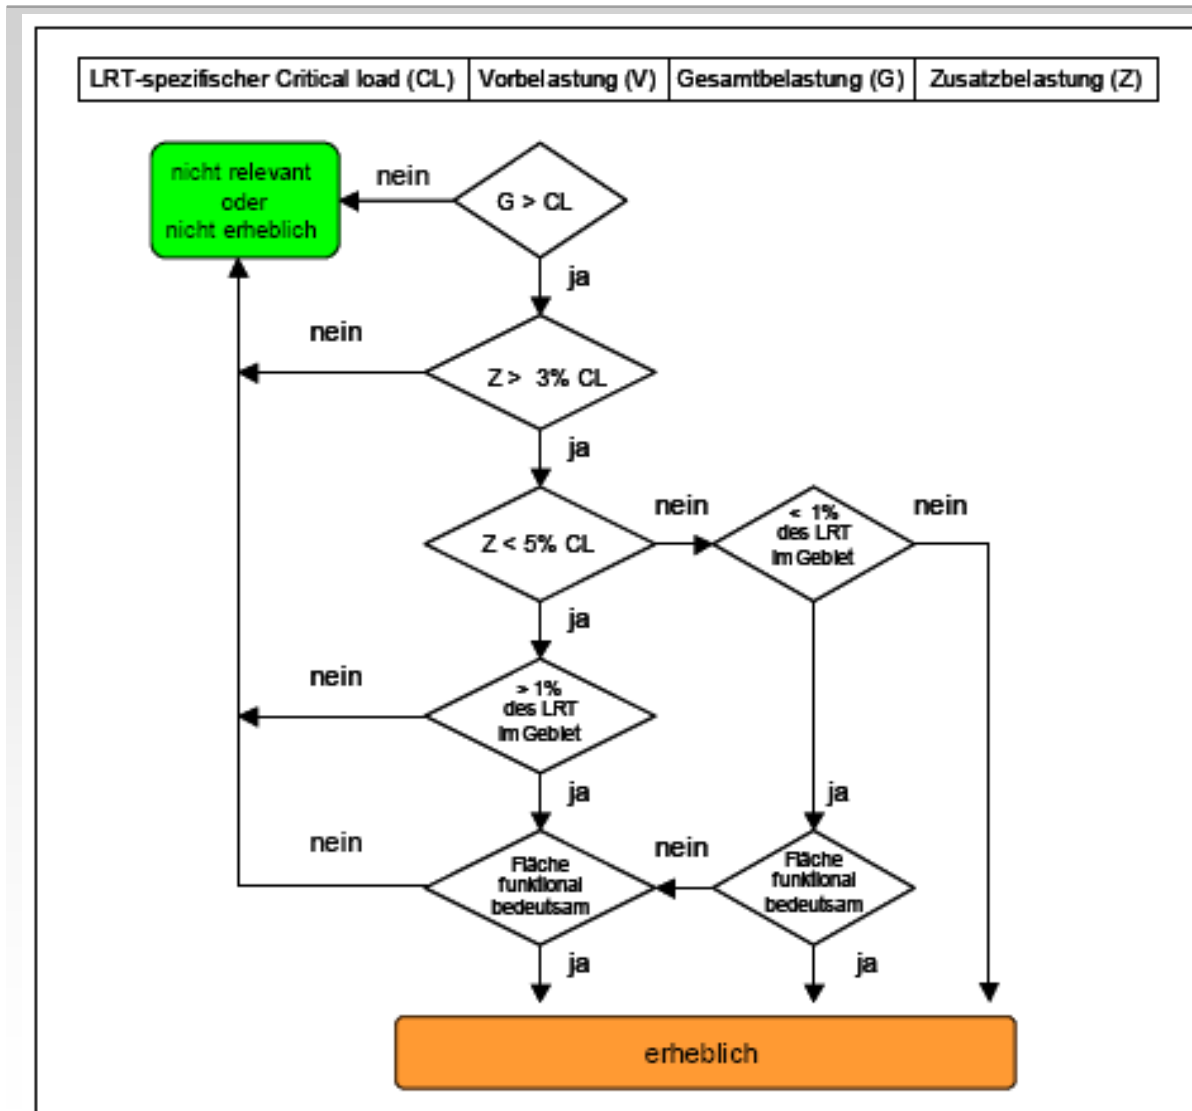 LRT-spezifischer Critical load (CL) Vorbelastung (V) Gesamtbelastung (G) Zusatzbelastung (Z)
nicht relevant
oder
nicht erheblich
nein
G > CL
ja
nein
Z > 3% CL
ja
Z < 5% CL
nein
< 1%
des LRT
im Gebiet
nein
ja
nein
> 1%
des LRT
im Gebiet
ja
ja
nein
Fläche
funktional
bedeutsam
nein
Fläche
funktional
bedeutsam
ja
ja
erheblich